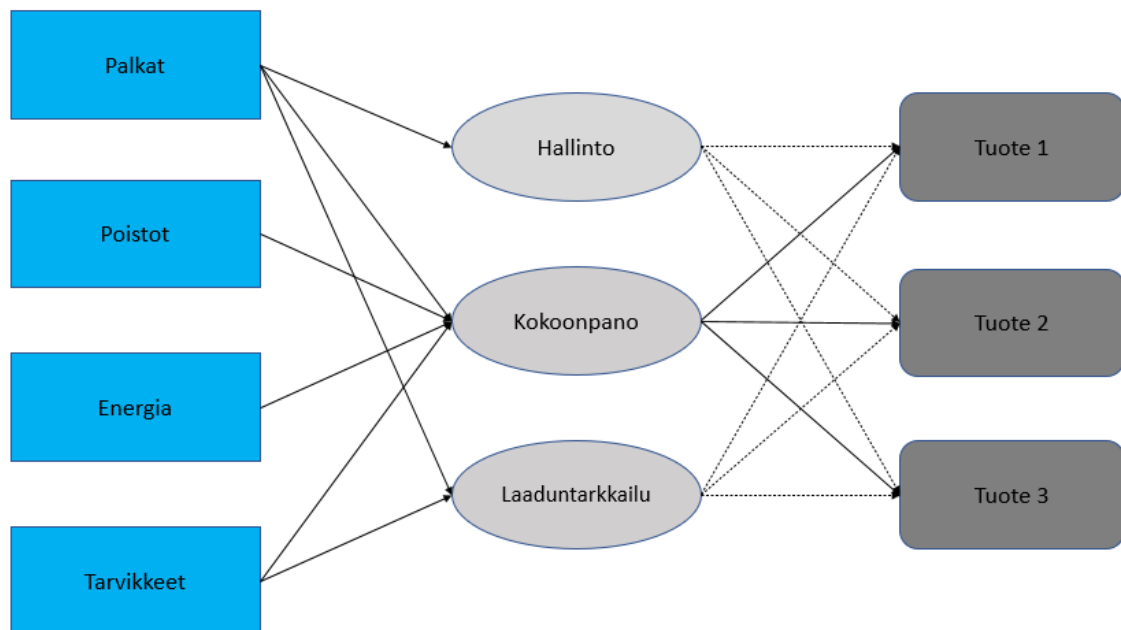 Palkat
Poistot
Energia
Tarvikkeet
Hallinto
Kokoonpano
Laaduntarkkailu
Tuote 1
Tuote 2
Tuote 3